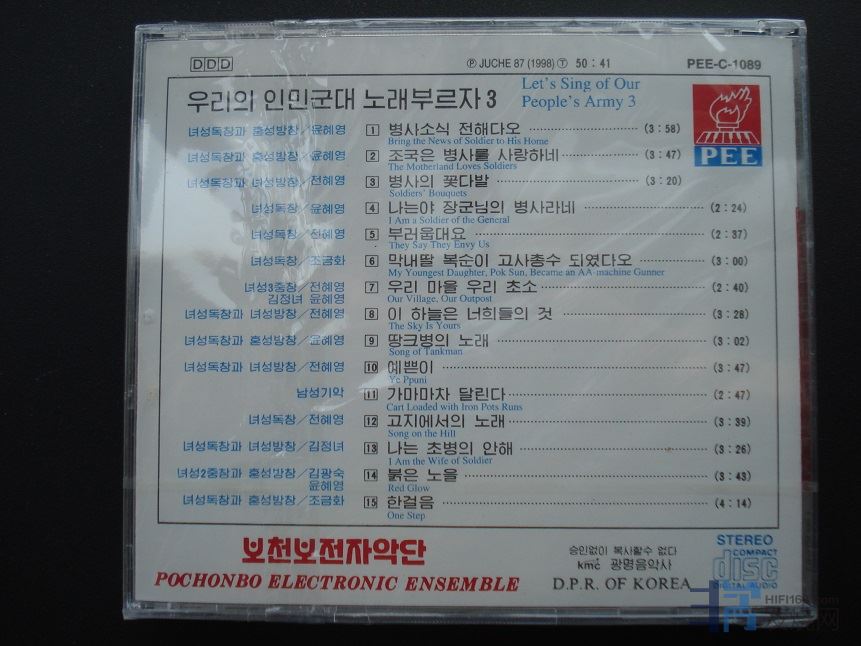 DDD
Ⓟ JUCHE 87 (1998) Ⓣ 50 : 41
PEE-C-1089
우리의 인민군대 노래부르자 3
Let's Sing of Our
People's Army 3
PEE
녀성독창과 혼성방창/윤혜영 1 병사소식 전해다오 (3 : 58)
Bring the News of Soldier to His Home
녀성독창과 혼성방창/윤혜영 2 조국은 병사를 사랑하네 (3 : 47)
The Motherland Loves Soldiers
녀성독창과 녀성방창/전혜영 3 병사의 꽃다발 (3 : 20)
Soldiers' Bouquets
녀성독창/윤혜영 4 나는야 장군님의 병사라네 (2 : 24)
I Am a Soldier of the General
녀성독창/전혜영 5 부러웁대요 (2 : 37)
They Say They Envy Us
녀성독창/조금화 6 막내딸 복순이 고사총수 되였다오 (3 : 00)
My Youngest Daughter, Pok Sun, Became an AA-machine Gunner
녀성3중창/전혜영 7 우리 마을 우리 초소 (2 : 40)
김정녀 윤혜영 Our Village, Our Outpost
녀성독창과 녀성방창/전혜영 8 이 하늘은 너희들의 것 (3 : 28)
The Sky Is Yours
녀성독창과 혼성방창/윤혜영 9 땅크병의 노래 (3 : 02)
Song of Tankman
녀성독창과 녀성방창/전혜영 10 예쁜이 (3 : 47)
Ye Ppuni
남성기악 11 가마마차 달린다 (2 : 47)
Cart Loaded with Iron Pots Runs
녀성독창/전혜영 12 고지에서의 노래 (3 : 39)
Song on the Hill
녀성독창과 녀성방창/김정녀 13 나는 초병의 안해 (3 : 26)
I Am the Wife of Soldier
녀성2중창과 혼성방창/김광숙 14 붉은 노을 (3 : 43)
윤혜영 Red Glow
녀성독창과 혼성방창/조금화 15 한걸음 (4 : 14)
One Step
보천보전자악단
POCHONBO ELECTRONIC ENSEMBLE
승인없이 복사할수 없다
kmc 광명음악사
D.P.R. OF KOREA
STEREO
COMPACT
disc
DIGITAL AUDIO
HIFI168.com